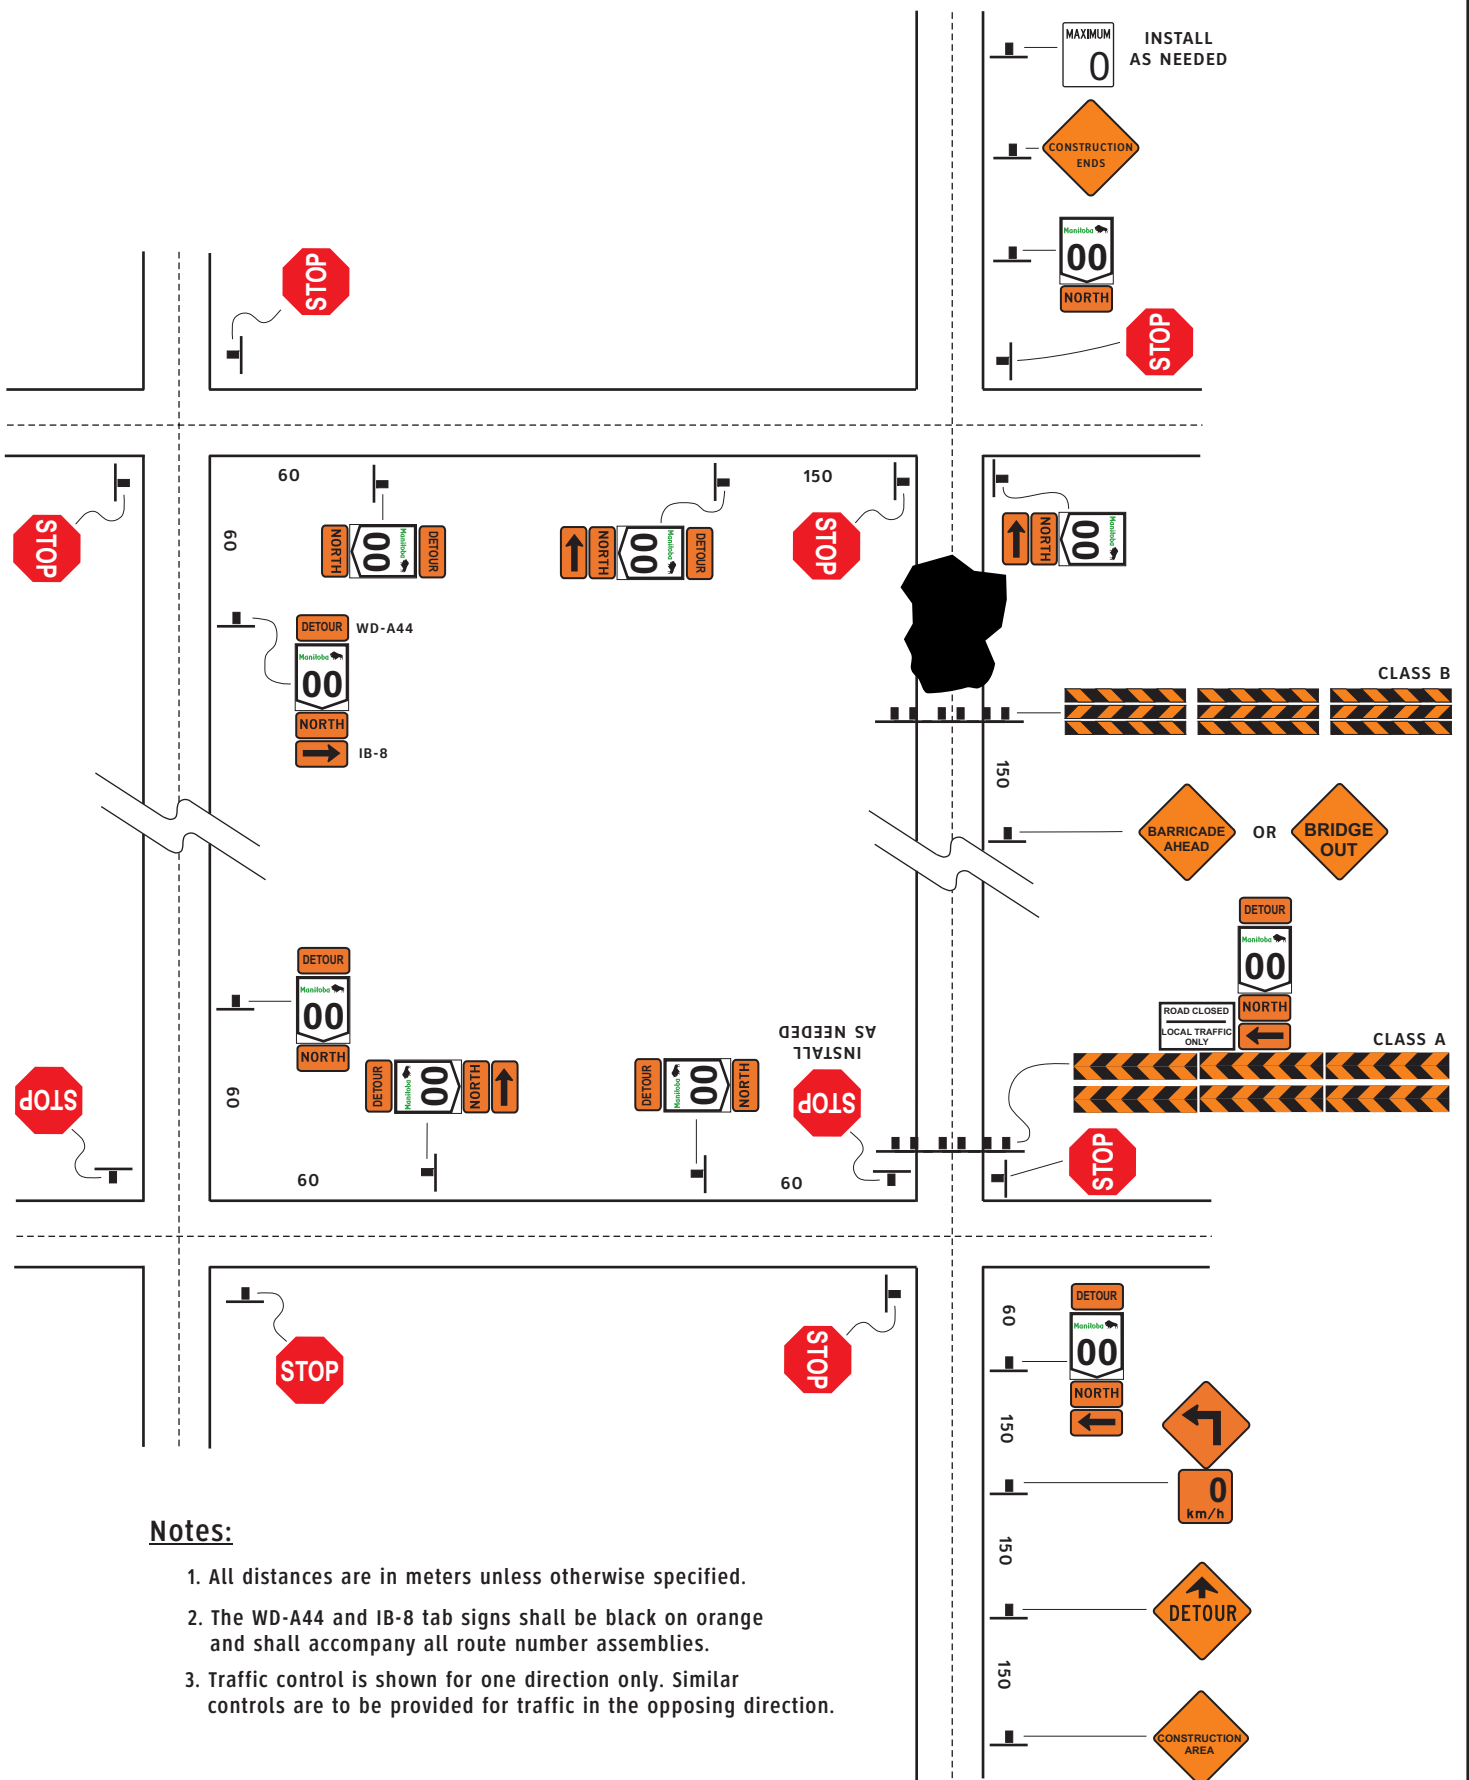 MAXIMUM
0
INSTALL
AS NEEDED
CONSTRUCTION
ENDS
Manitoba
00
NORTH
STOP
STOP
60
150
60
STOP
NORTH
00
Manitoba
DETOUR
NORTH
00
Manitoba
DETOUR
STOP
NORTH
00
Manitoba
DETOUR WD-A44
Manitoba
00
NORTH
IB-8
CLASS B
150
BARRICADE
AHEAD
OR
BRIDGE
OUT
DETOUR
Manitoba
00
NORTH
ROAD CLOSED
LOCAL TRAFFIC
ONLY
CLASS A
DETOUR
Manitoba
00
NORTH
60
DETOUR
Manitoba
00
NORTH
DETOUR
Manitoba
00
NORTH
INSTALL
AS NEEDED
STOP
STOP
STOP
60
60
STOP
STOP
60
DETOUR
Manitoba
00
NORTH
150
0
km/h
150
DETOUR
150
CONSTRUCTION
AREA
Notes:
1. All distances are in meters unless otherwise specified.
2. The WD-A44 and IB-8 tab signs shall be black on orange
and shall accompany all route number assemblies.
3. Traffic control is shown for one direction only. Similar
controls are to be provided for traffic in the opposing direction.